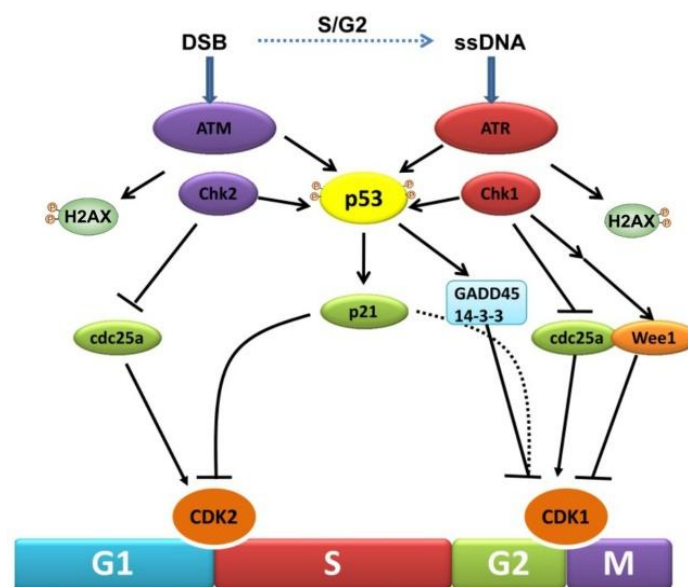 S/G2
DSB
ssDNA
ATM
ATR
Chk2
P
P
p53
P
P
Chk1
P
P
H2AX
H2AX
P
P
p21
GADD45
14-3-3
cdc25a
cdc25a
Wee1
CDK2
CDK1
G1
S
G2
M